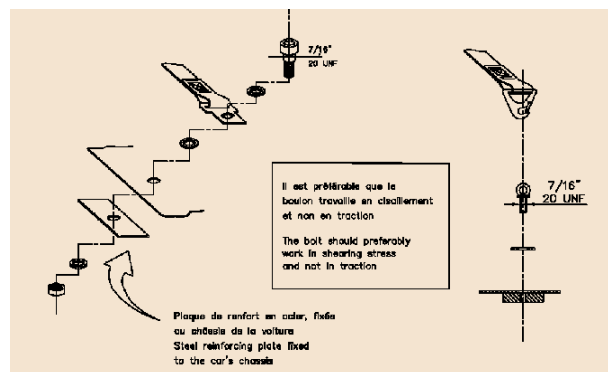 7/16"
20 UNF
Il est préférable que le
boulon travaille en cisaillement
et non en traction
The bolt should preferably
work in shearing stress
and not in traction
7/16"
20 UNF
Plaque de renfort en acier, fixée
au châssis de la voiture
Steel reinforcing plate fixed
to the car's chassis